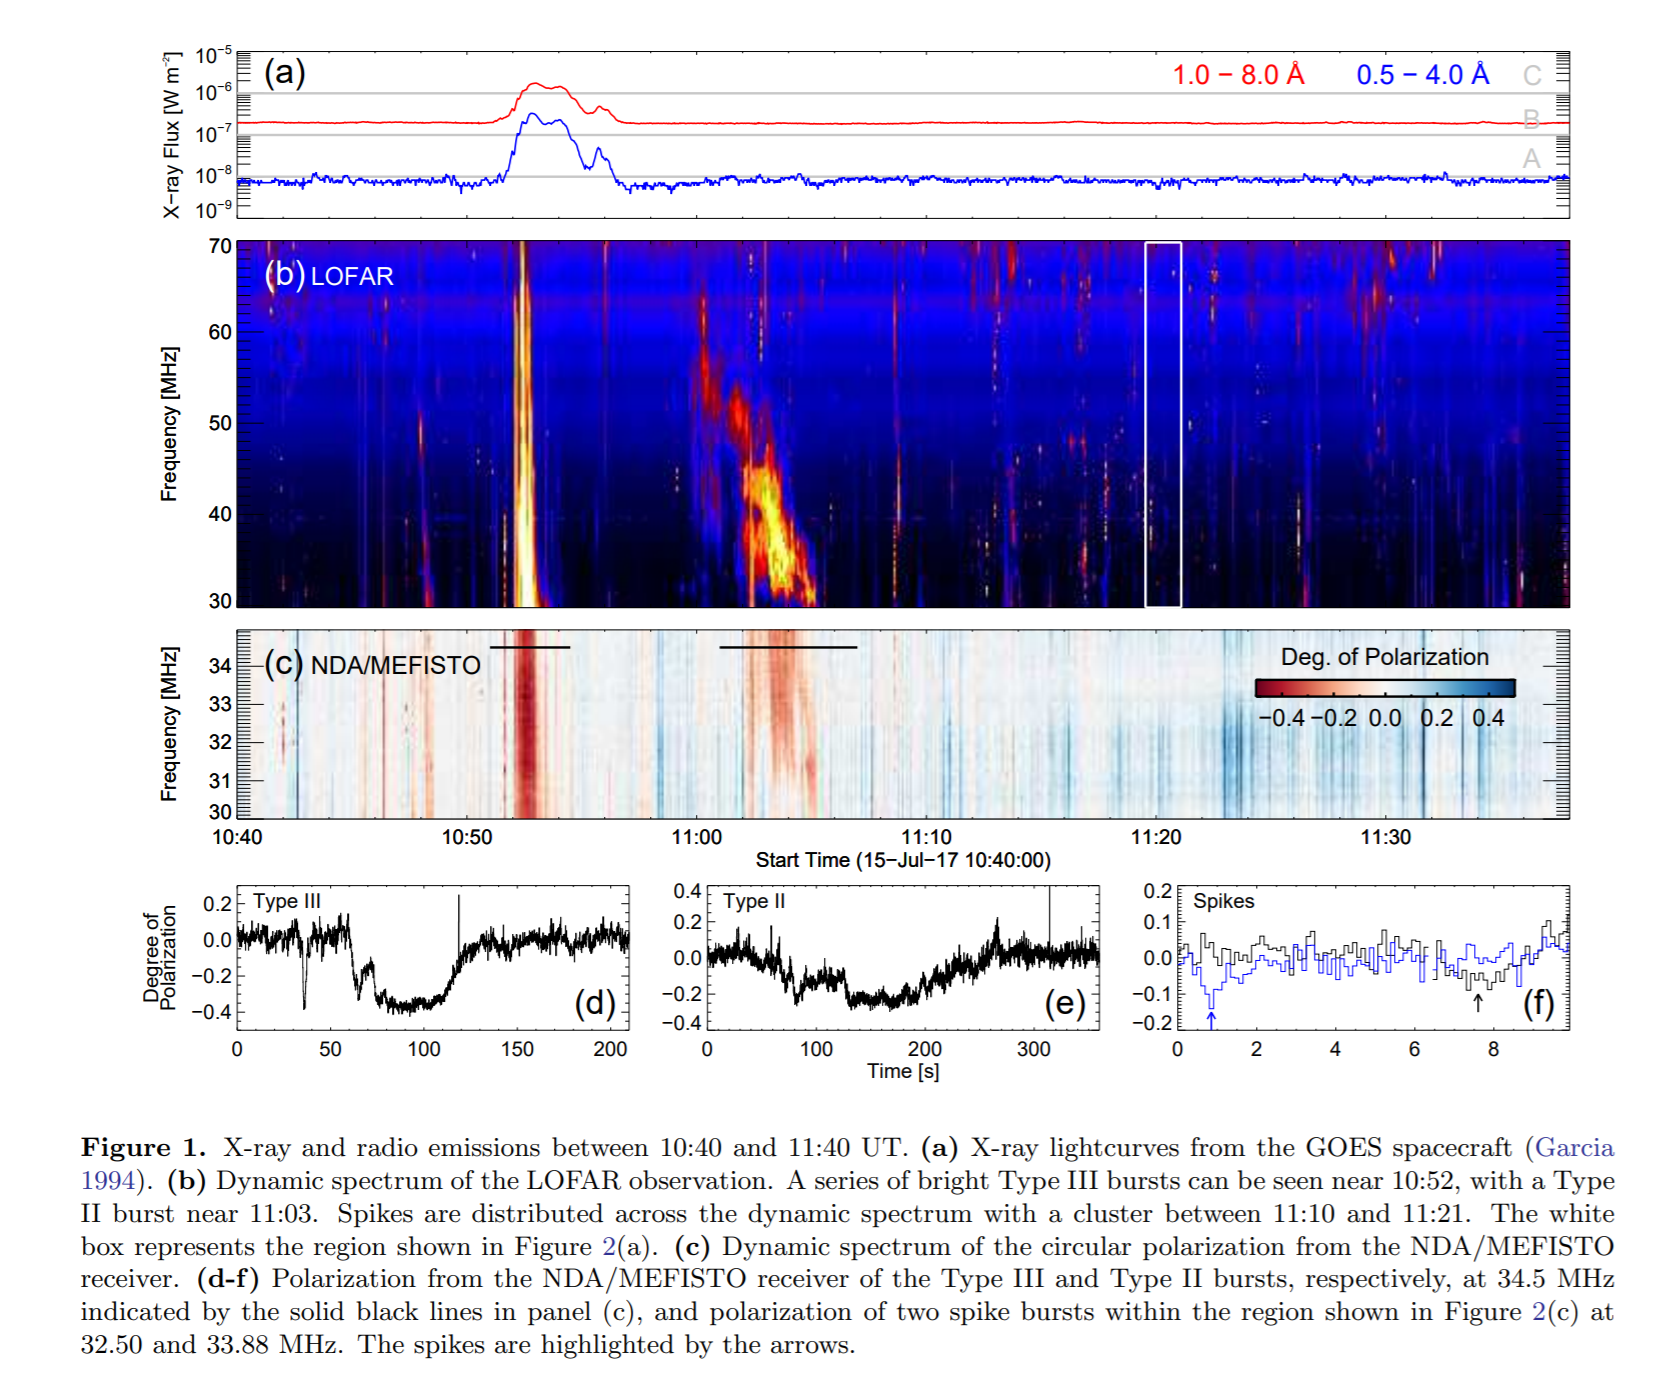 (a)
1.0 − 8.0 Å
0.5 − 4.0 Å
C
B
A
X−ray Flux [W m⁻²]
10⁻⁵
10⁻⁶
10⁻⁷
10⁻⁸
10⁻⁹
(b) LOFAR
Frequency [MHz]
70
60
50
40
30
(c) NDA/MEFISTO
Deg. of Polarization
−0.4 −0.2 0.0 0.2 0.4
Frequency [MHz]
34
33
32
31
30
10:40 10:50 11:00 11:10 11:20 11:30
Start Time (15−Jul−17 10:40:00)
Degree of
Polarization
Type III
0.2
0.0
−0.2
−0.4
(d)
0 50 100 150 200
Type II
0.4
0.2
0.0
−0.2
−0.4
(e)
0 100 200 300
Time [s]
Spikes
0.2
0.1
0.0
−0.1
−0.2
(f)
0 2 4 6 8
Figure 1. X-ray and radio emissions between 10:40 and 11:40 UT. (a) X-ray lightcurves from the GOES spacecraft (Garcia
1994). (b) Dynamic spectrum of the LOFAR observation. A series of bright Type III bursts can be seen near 10:52, with a Type
II burst near 11:03. Spikes are distributed across the dynamic spectrum with a cluster between 11:10 and 11:21. The white
box represents the region shown in Figure 2(a). (c) Dynamic spectrum of the circular polarization from the NDA/MEFISTO
receiver. (d-f) Polarization from the NDA/MEFISTO receiver of the Type III and Type II bursts, respectively, at 34.5 MHz
indicated by the solid black lines in panel (c), and polarization of two spike bursts within the region shown in Figure 2(c) at
32.50 and 33.88 MHz. The spikes are highlighted by the arrows.